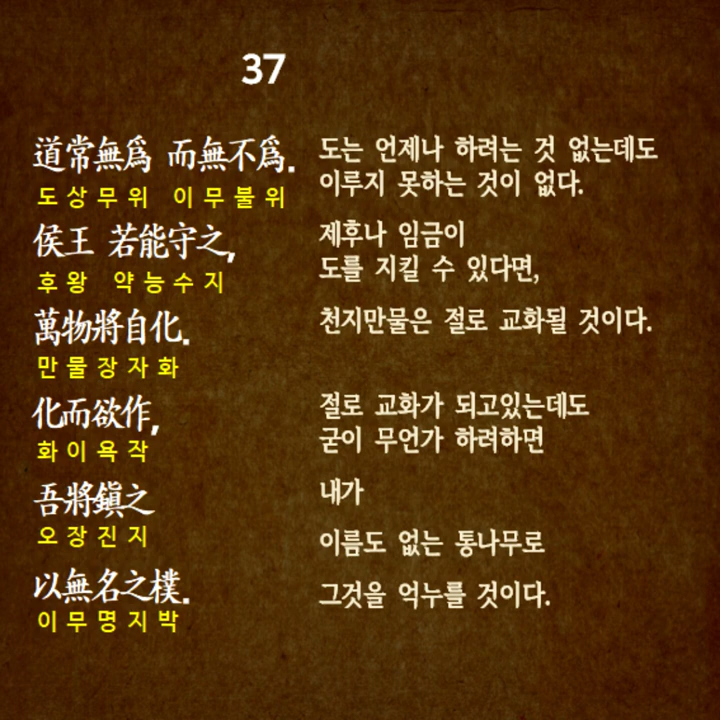 37
道常無爲 而無不爲.
도상무위 이무불위
도는 언제나 하려는 것 없는데도
이루지 못하는 것이 없다.
侯王 若能守之,
후왕 약능수지
제후나 임금이
도를 지킬 수 있다면,
萬物將自化.
만물장자화
천지만물은 절로 교화될 것이다.
化而欲作,
화이욕작
절로 교화가 되고있는데도
굳이 무언가 하려하면
吾將鎭之
오장진지
내가
以無名之樸.
이무명지박
이름도 없는 통나무로
그것을 억누를 것이다.